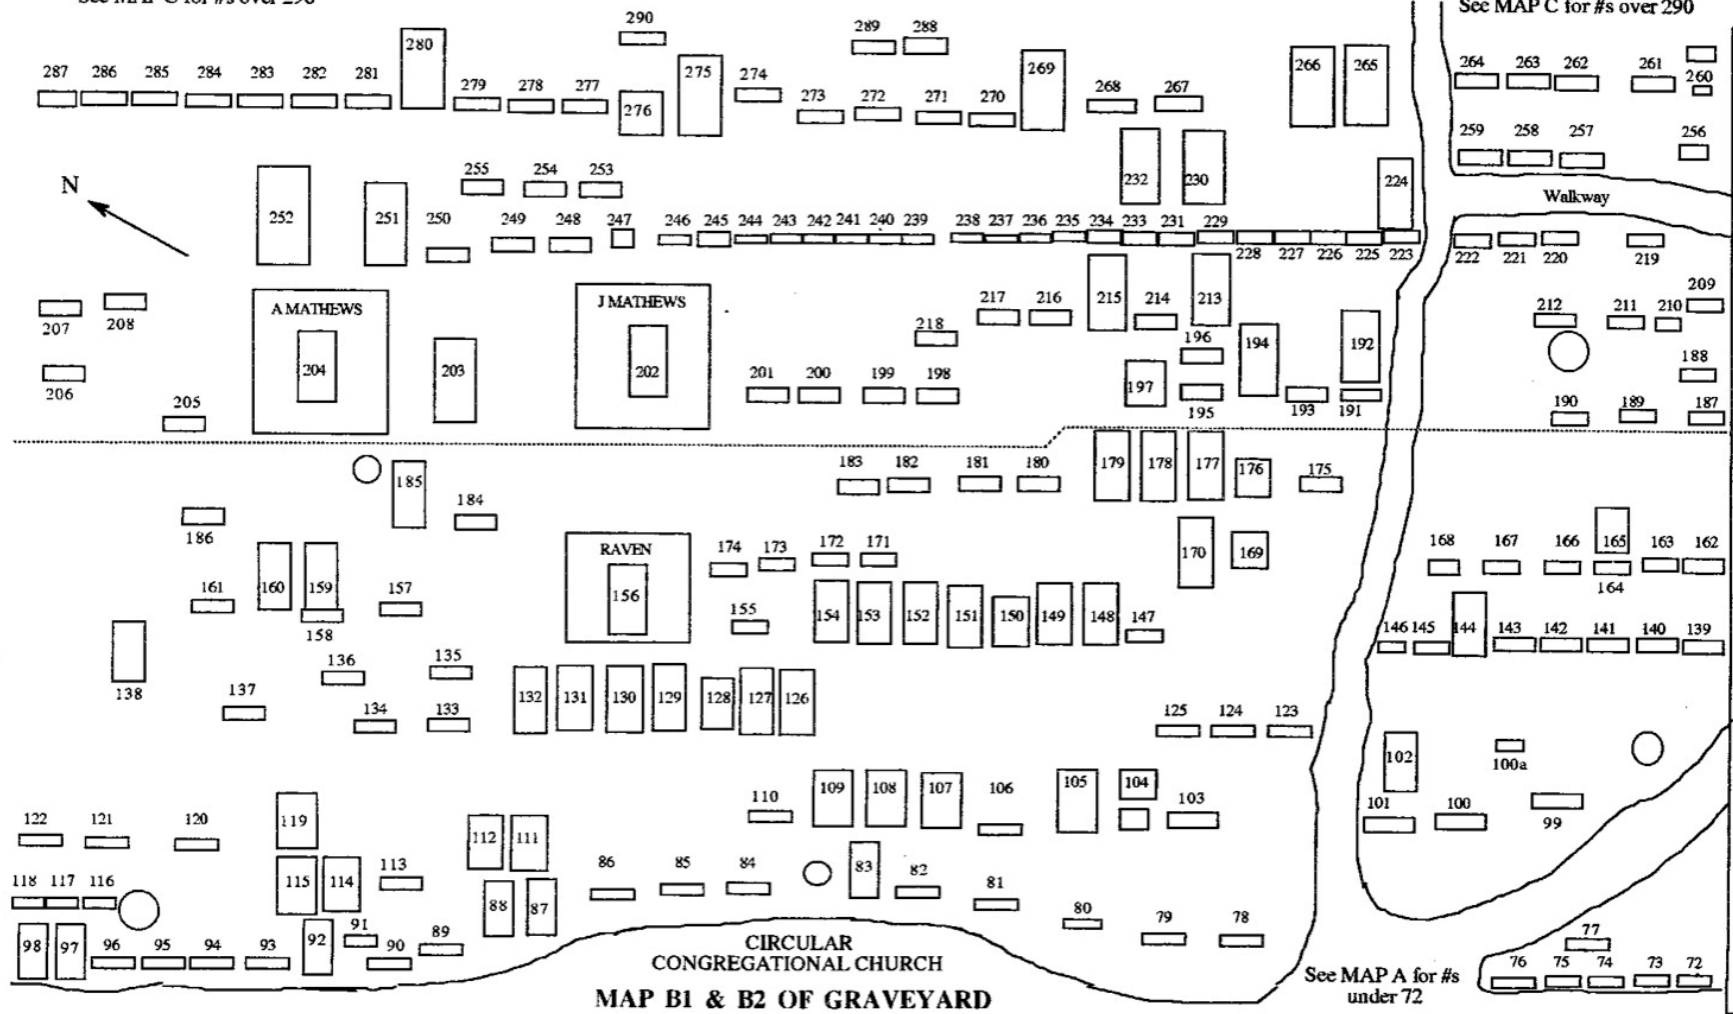 See MAP C for #s over 290
See MAP C for #s over 290
290
289 288
280
287 286 285 284 283 282 281
279 278 277
276
275
274
273 272 271 270
269
268 267
266 265
264 263 262 261
260
259 258 257
256
Walkway
N
255 254 253
252
251
250
249 248
247
246 245 244 243 242 241 240 239
238 237 236 235 234 233 231 229
232 230
228 227 226 225 223
224
222 221 220 219
207 208
206
205
A MATHEWS
204
203
J MATHEWS
202
201 200 199 198
218
217 216
215
214
213
197
196
195
194
193
192
191
212 211 210
209
188
190 189 187
186
185
184
183 182 181 180
179 178 177 176
175
161
160 159
158
157
RAVEN
156
174 173 172 171
155
154 153 152 151 150 149 148
147
170 169
168 167 166 165 163 162
164
146 145 144 143 142 141 140 139
138
137
136
135
134 133
132 131 130 129 128 127 126
125 124 123
122 121 120
119
118 117 116
115 114
113
112 111
110
109 108 107
106
105
104
103
102
101 100
100a
99
98 97
96 95 94 93
92
91
90
89
88 87
86 85 84
83
82
81
80
79 78
77
76 75 74 73 72
CIRCULAR
CONGREGATIONAL CHURCH
MAP B1 & B2 OF GRAVEYARD
See MAP A for #s
under 72